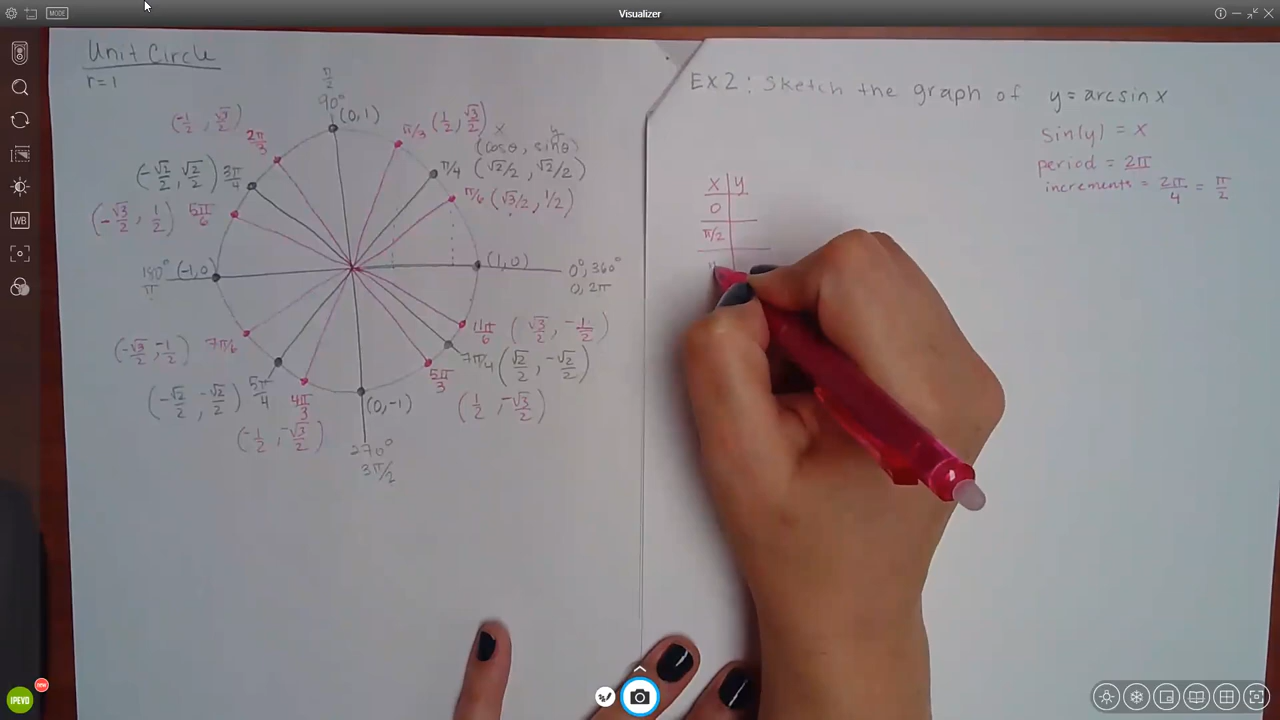 MODE
Visualizer
Unit Circle
r=1
π/2
90°
(0,1)
(-1/2, √3/2)
2π/3
π/3 (1/2, √3/2)
x y
(cosθ, sinθ)
(-√2/2, √2/2) 3π/4
π/4 (√2/2, √2/2)
(-√3/2, 1/2) 5π/6
π/6 (√3/2, 1/2)
180° (-1,0)
π
(1,0)
0°, 360°
0, 2π
(-√3/2, -1/2) 7π/6
11π/6 (√3/2, -1/2)
(-√2/2, -√2/2) 5π/4
7π/4 (√2/2, -√2/2)
(-1/2, -√3/2) 4π/3
5π/3 (1/2, -√3/2)
(0,-1)
270°
3π/2
EX 2: Sketch the graph of y = arcsin x
sin(y) = x
period = 2π
increments = 2π/4 = π/2
x y
0
π/2
IPEVO
new
WB